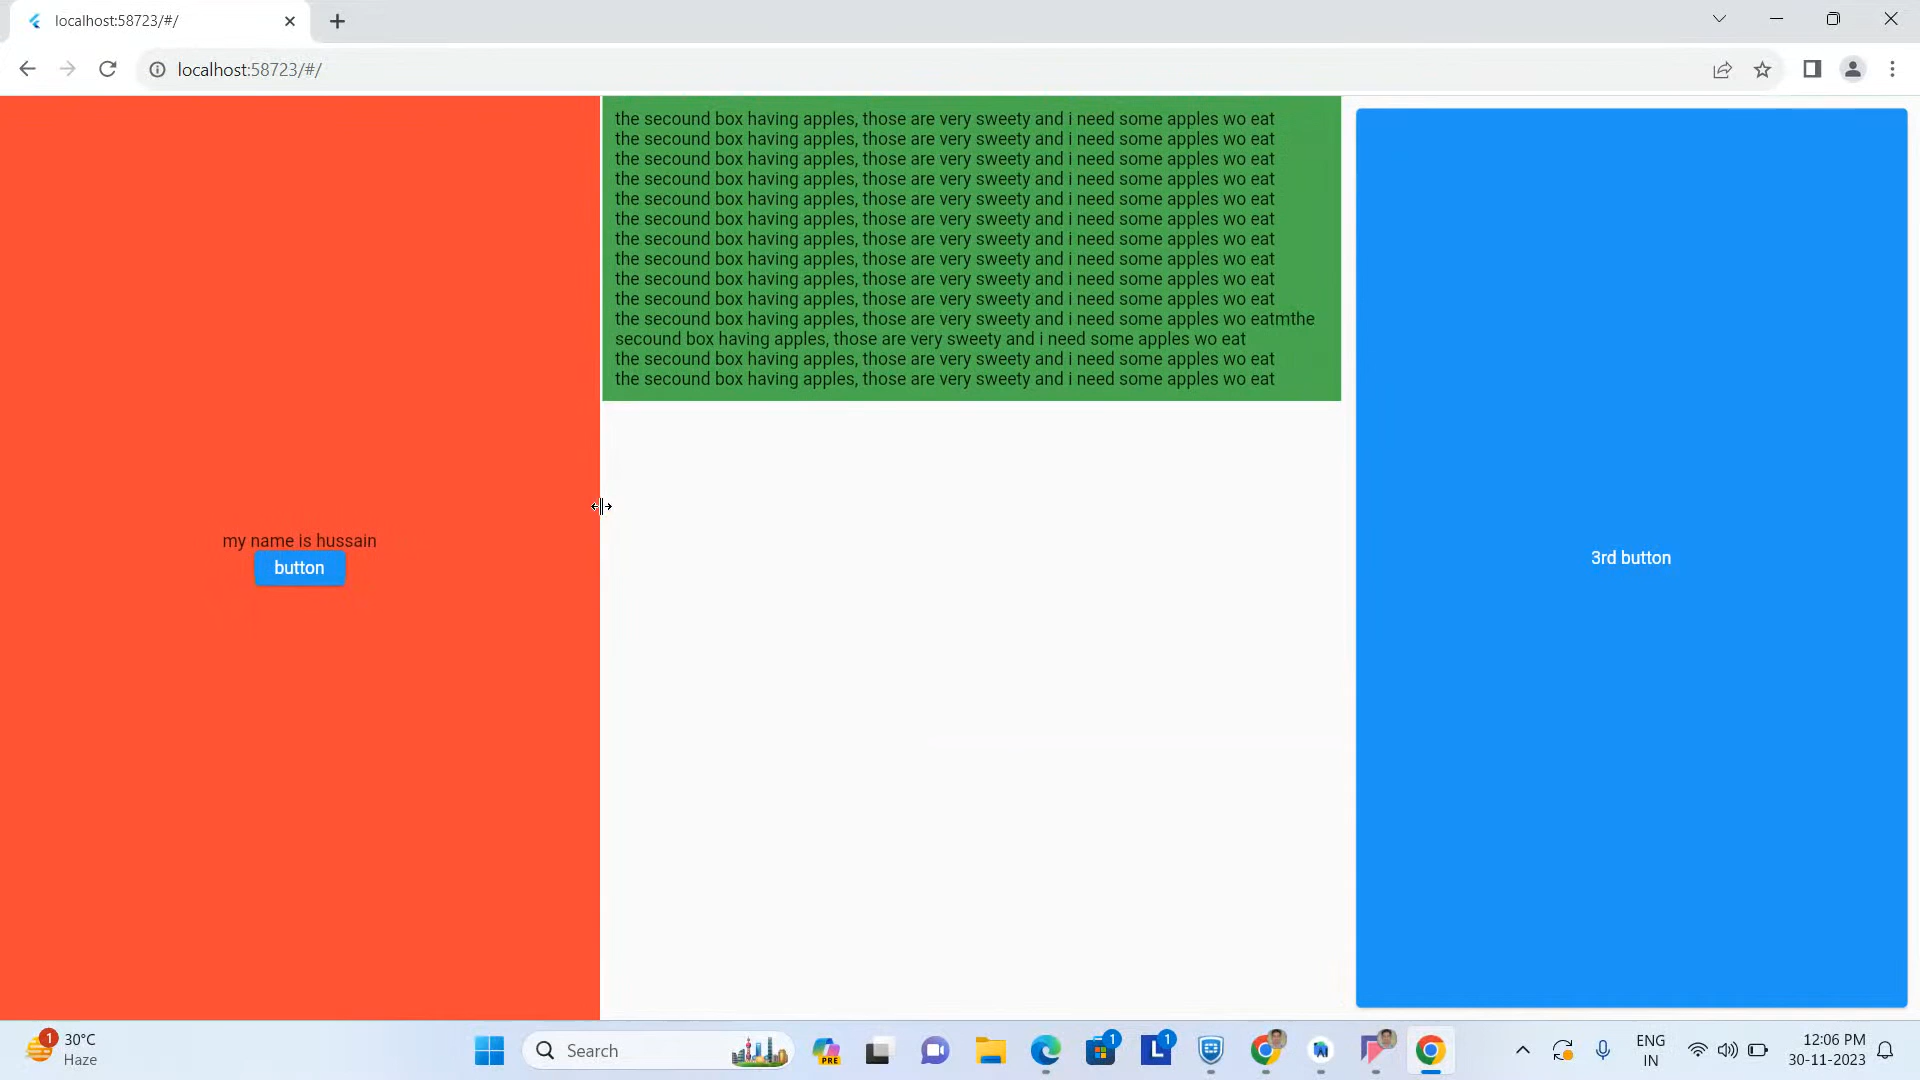 localhost:58723/#/
localhost:58723/#/
the secound box having apples, those are very sweety and i need some apples wo eat
the secound box having apples, those are very sweety and i need some apples wo eat
the secound box having apples, those are very sweety and i need some apples wo eat
the secound box having apples, those are very sweety and i need some apples wo eat
the secound box having apples, those are very sweety and i need some apples wo eat
the secound box having apples, those are very sweety and i need some apples wo eat
the secound box having apples, those are very sweety and i need some apples wo eat
the secound box having apples, those are very sweety and i need some apples wo eat
the secound box having apples, those are very sweety and i need some apples wo eat
the secound box having apples, those are very sweety and i need some apples wo eat
the secound box having apples, those are very sweety and i need some apples wo eatmthe
secound box having apples, those are very sweety and i need some apples wo eat
the secound box having apples, those are very sweety and i need some apples wo eat
the secound box having apples, those are very sweety and i need some apples wo eat
my name is hussain
button
3rd button
1
30°C
Haze
Search
PRE
1
L
1
ENG
IN
12:06 PM
30-11-2023